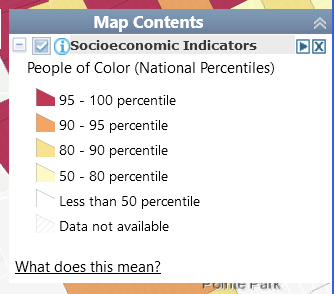 Map Contents
Socioeconomic Indicators
People of Color (National Percentiles)
95 - 100 percentile
90 - 95 percentile
80 - 90 percentile
50 - 80 percentile
Less than 50 percentile
Data not available
What does this mean?
Pointe Park